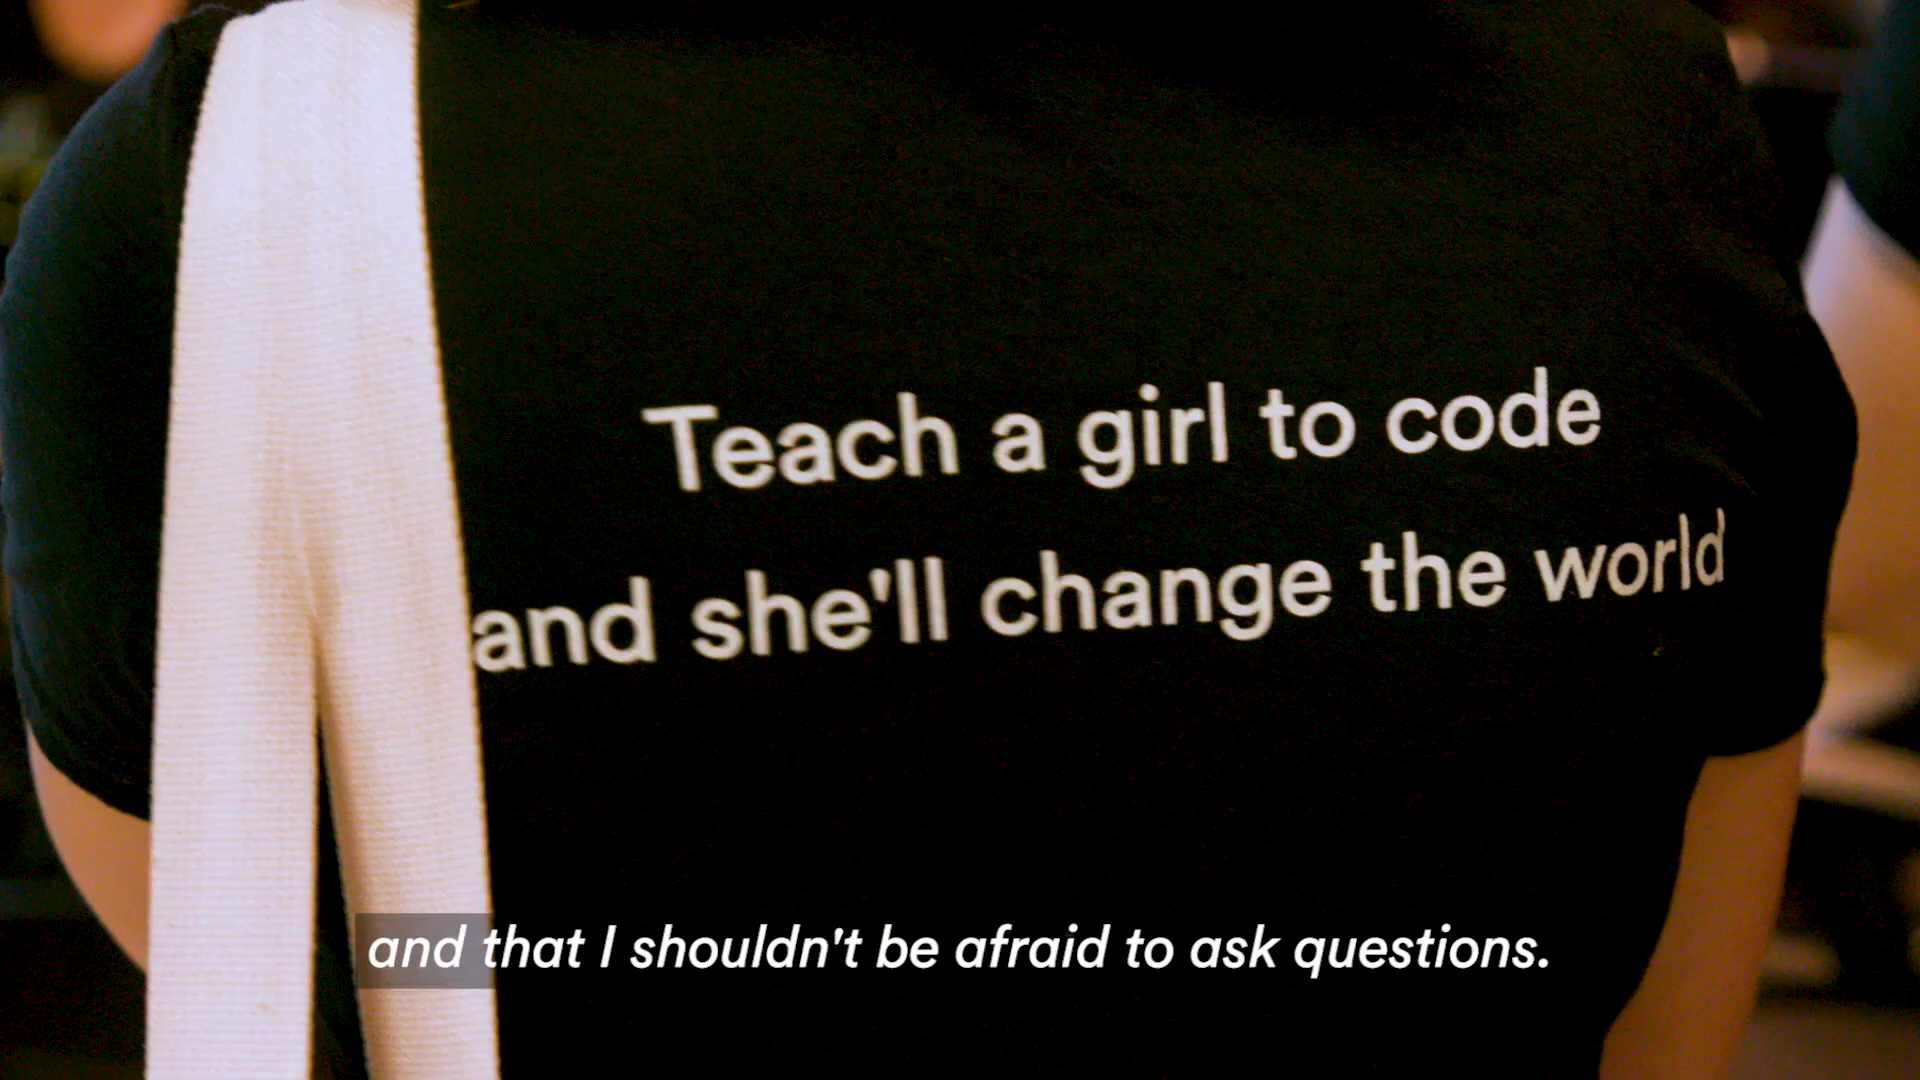 Teach a girl to code
and she'll change the world
and that I shouldn't be afraid to ask questions.